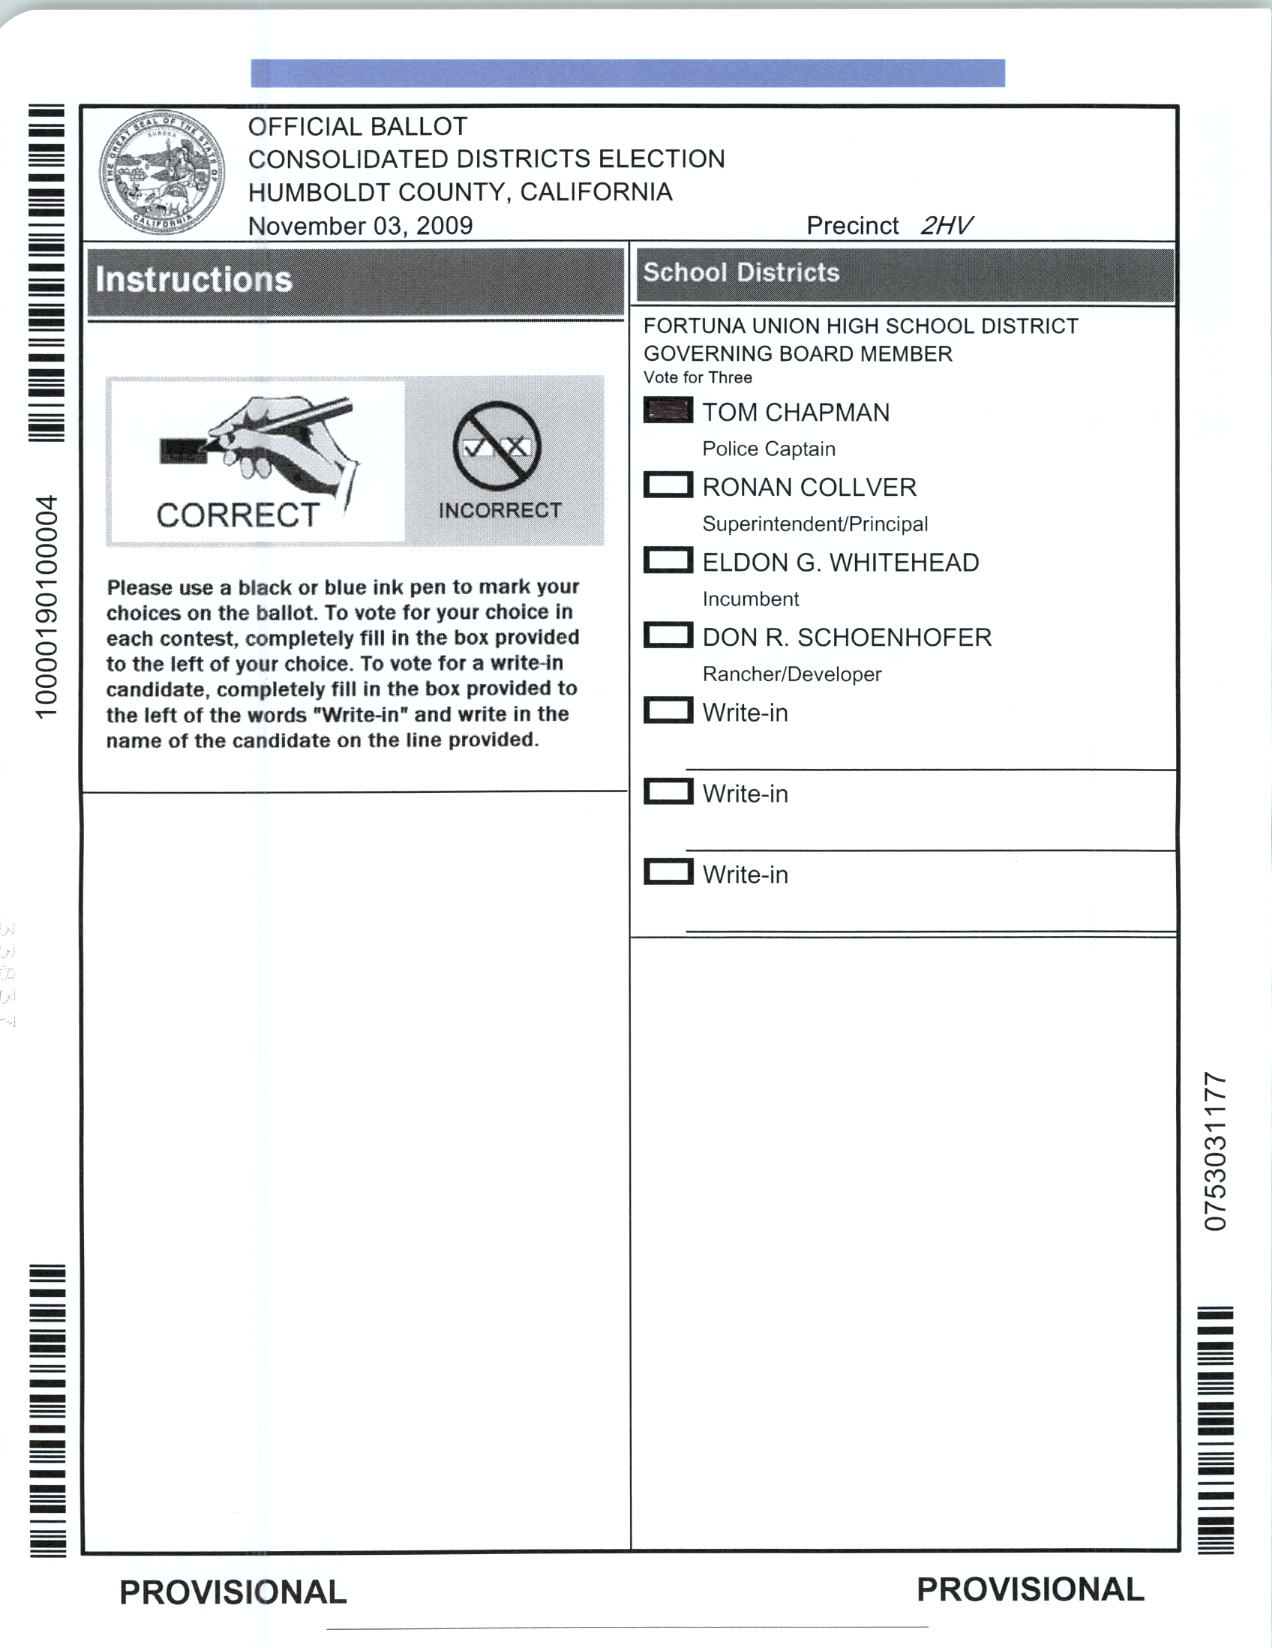 OFFICIAL BALLOT
CONSOLIDATED DISTRICTS ELECTION
HUMBOLDT COUNTY, CALIFORNIA
November 03, 2009
Precinct 2HV
THE GREAT SEAL OF THE STATE OF CALIFORNIA
EUREKA
Instructions
CORRECT
INCORRECT
Please use a black or blue ink pen to mark your
choices on the ballot. To vote for your choice in
each contest, completely fill in the box provided
to the left of your choice. To vote for a write-in
candidate, completely fill in the box provided to
the left of the words "Write-in" and write in the
name of the candidate on the line provided.
School Districts
FORTUNA UNION HIGH SCHOOL DISTRICT
GOVERNING BOARD MEMBER
Vote for Three
TOM CHAPMAN
Police Captain
RONAN COLLVER
Superintendent/Principal
ELDON G. WHITEHEAD
Incumbent
DON R. SCHOENHOFER
Rancher/Developer
Write-in
Write-in
Write-in
10000190100004
0753031177
PROVISIONAL
PROVISIONAL